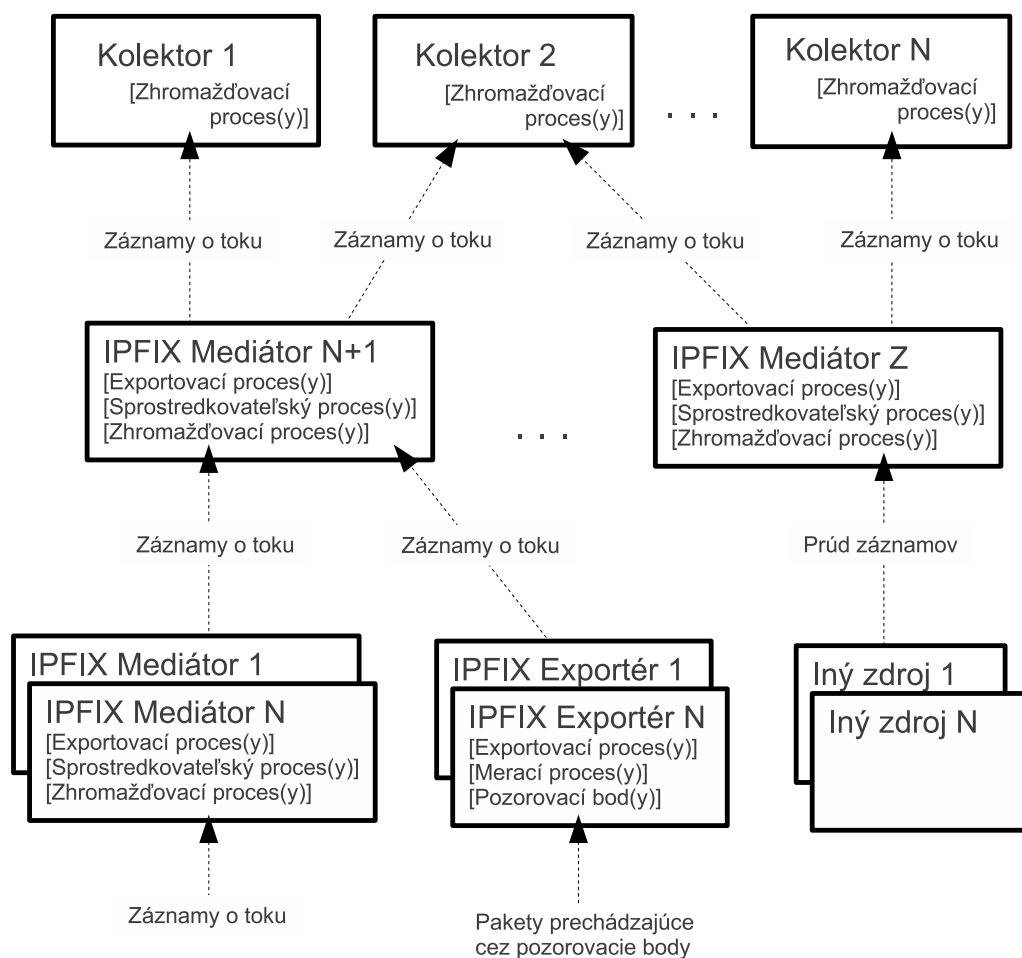 Kolektor 1
[Zhromažďovací
proces(y)]
Kolektor 2
[Zhromažďovací
proces(y)]
. . .
Kolektor N
[Zhromažďovací
proces(y)]
Záznamy o toku
Záznamy o toku
Záznamy o toku
Záznamy o toku
IPFIX Mediátor N+1
[Exportovací proces(y)]
[Sprostredkovateľský proces(y)]
[Zhromažďovací proces(y)]
. . .
IPFIX Mediátor Z
[Exportovací proces(y)]
[Sprostredkovateľský proces(y)]
[Zhromažďovací proces(y)]
Záznamy o toku
Záznamy o toku
Prúd záznamov
IPFIX Mediátor 1
IPFIX Mediátor N
[Exportovací proces(y)]
[Sprostredkovateľský proces(y)]
[Zhromažďovací proces(y)]
IPFIX Exportér 1
IPFIX Exportér N
[Exportovací proces(y)]
[Merací proces(y)]
[Pozorovací bod(y)]
Iný zdroj 1
Iný zdroj N
Záznamy o toku
Pakety prechádzajúce
cez pozorovacie body